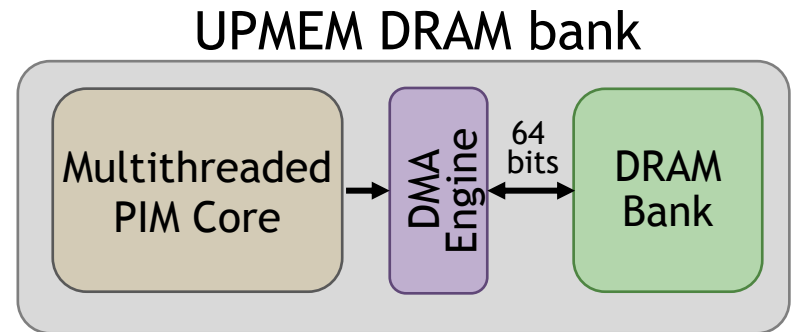 UPMEM DRAM bank
Multithreaded
PIM Core
DMA
Engine
64
bits
DRAM
Bank